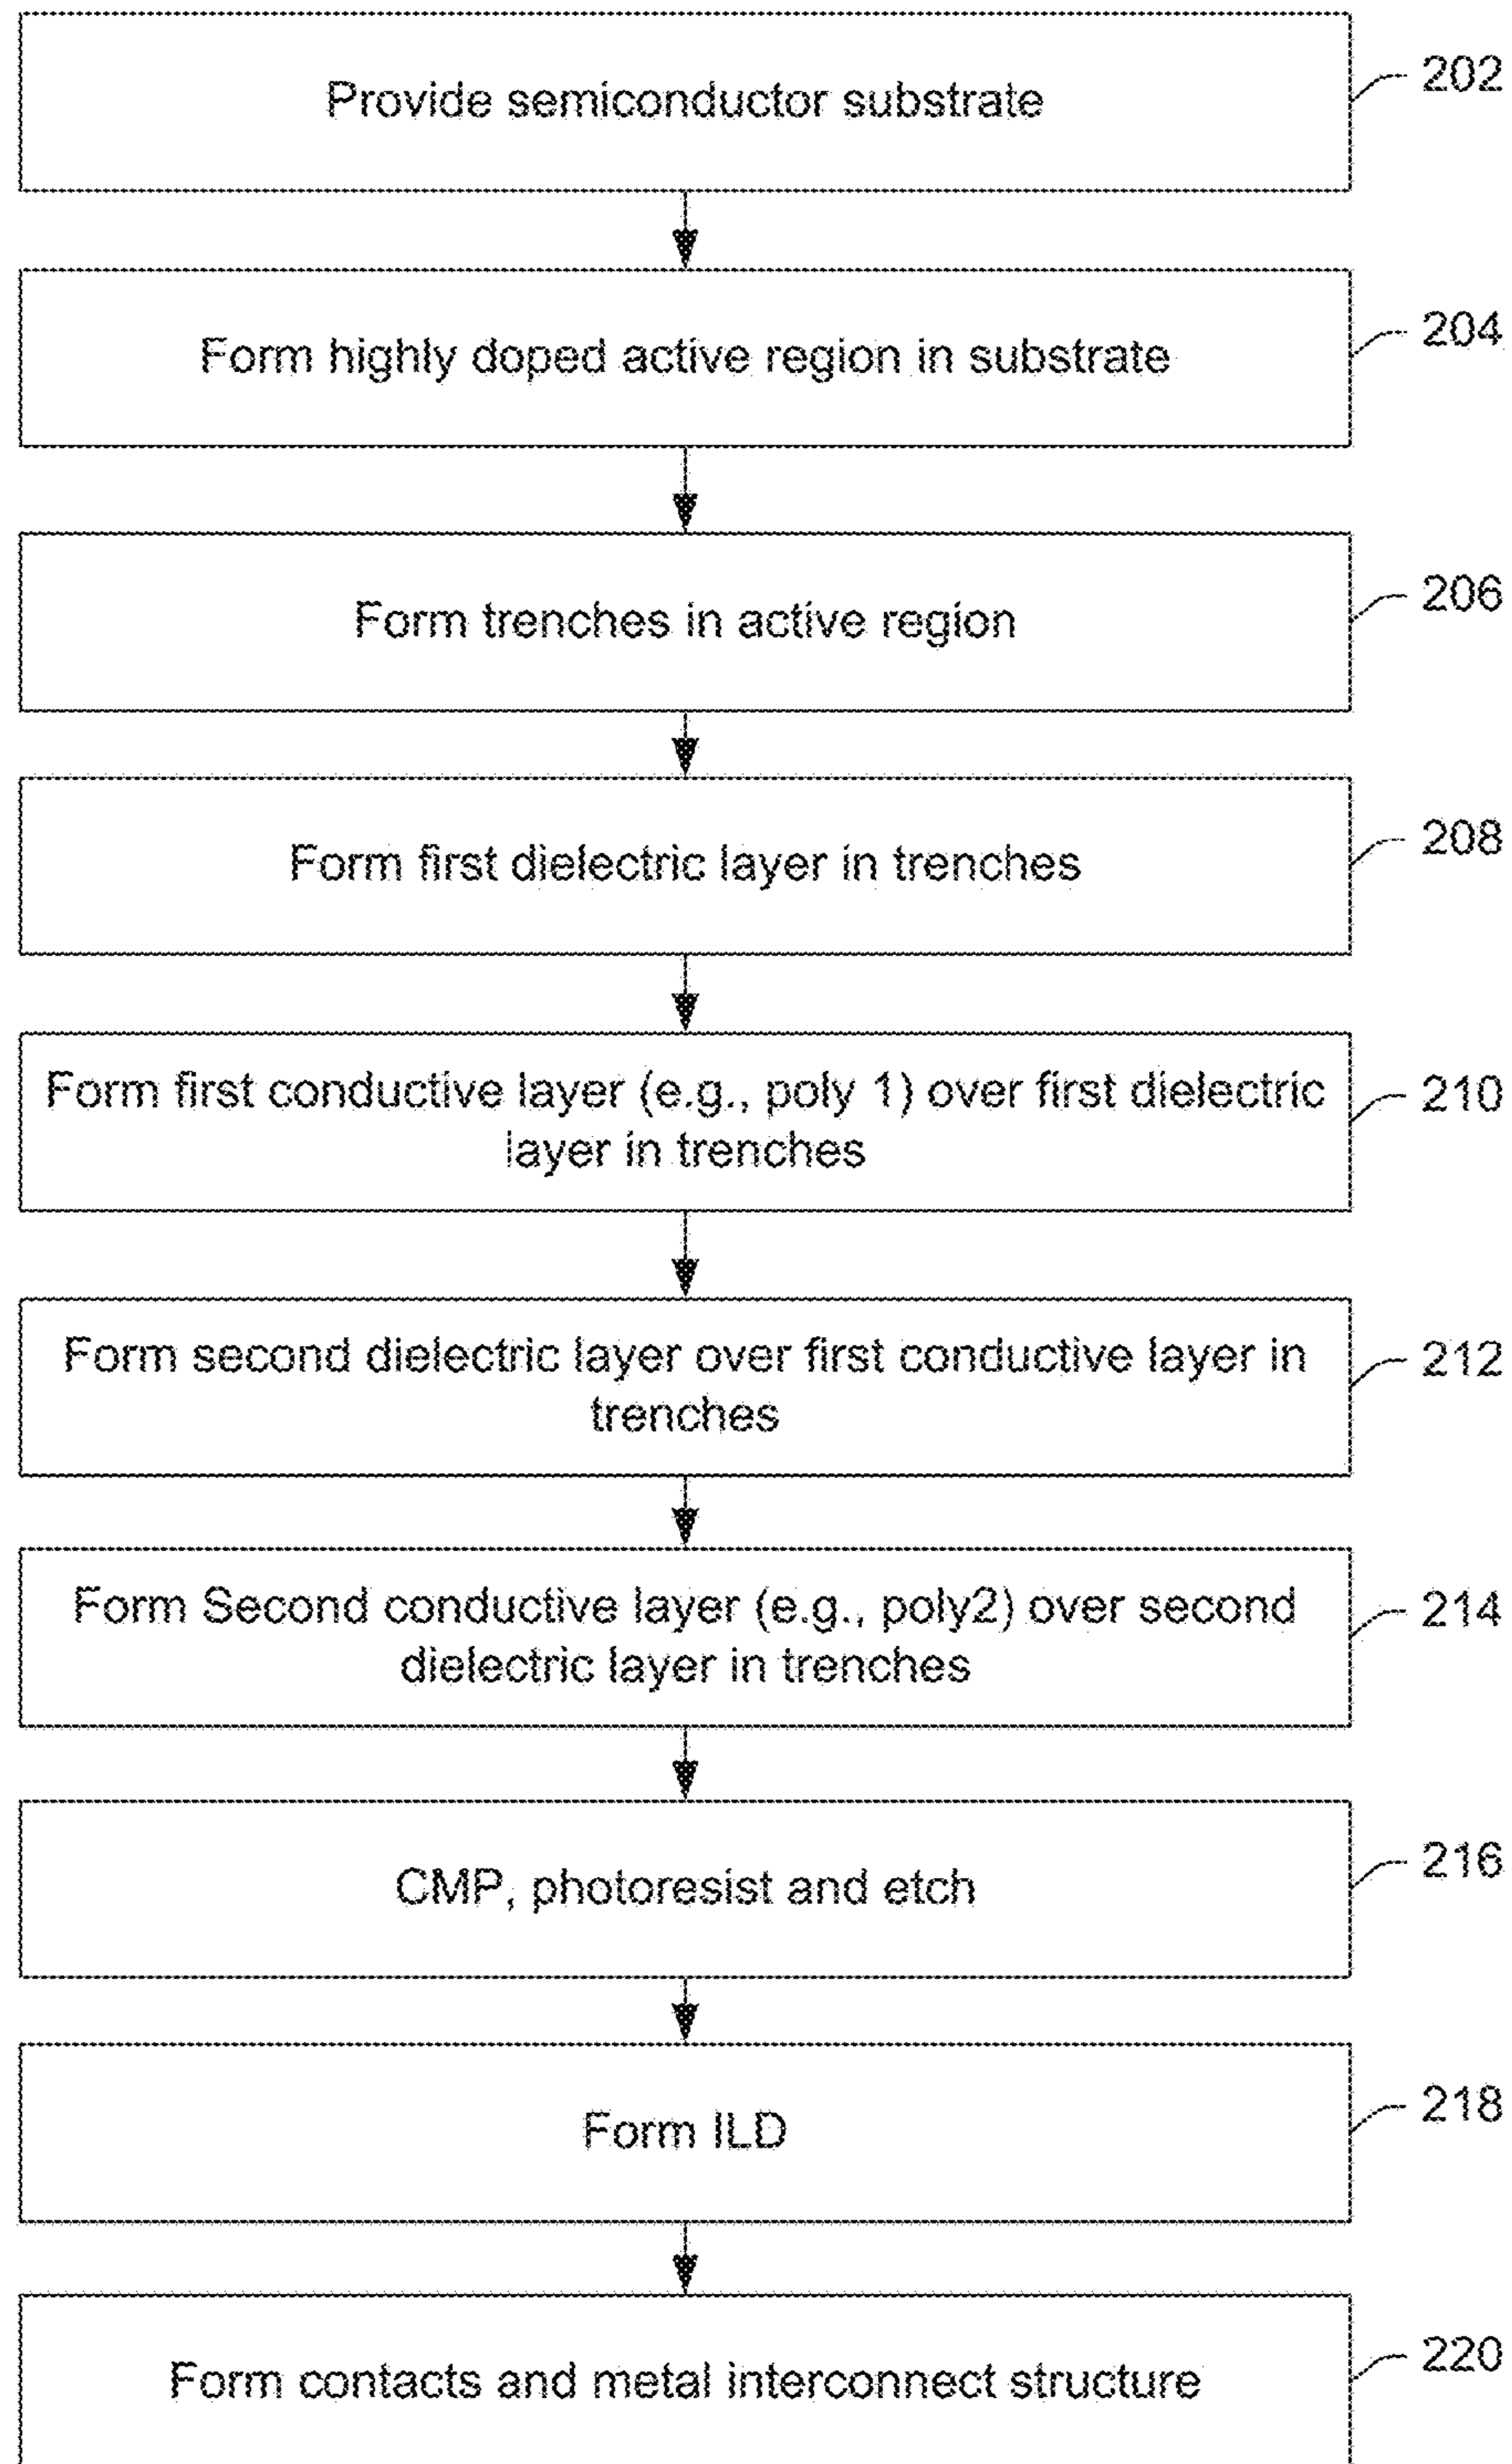 Provide semiconductor substrate
202
Form highly doped active region in substrate
204
Form trenches in active region
206
Form first dielectric layer in trenches
208
Form first conductive layer (e.g., poly 1) over first dielectric
layer in trenches
210
Form second dielectric layer over first conductive layer in
trenches
212
Form Second conductive layer (e.g., poly2) over second
dielectric layer in trenches
214
CMP, photoresist and etch
216
Form ILD
218
Form contacts and metal interconnect structure
220